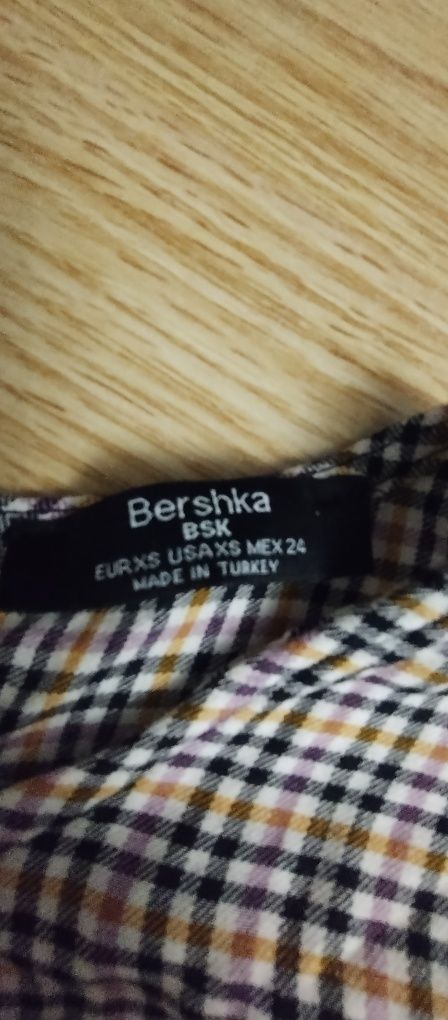 Bershka
BSK
EUR XS USA XS MEX 24
MADE IN TURKEY